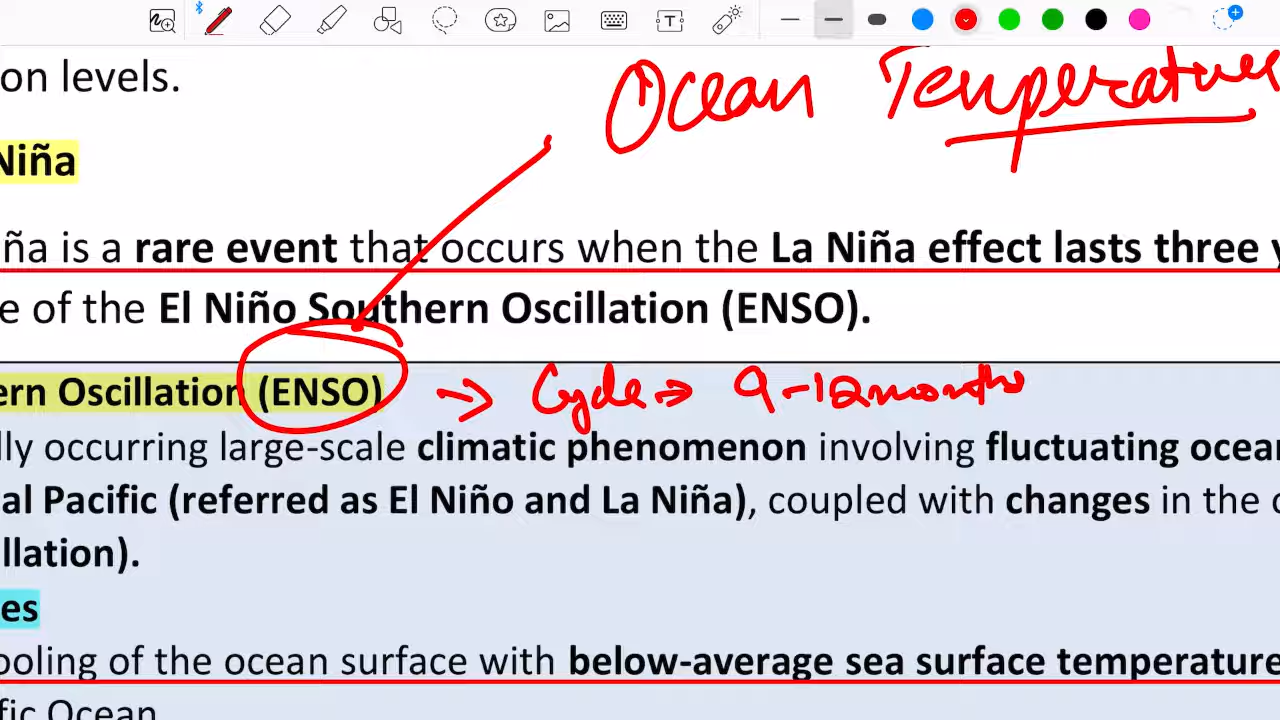 on levels.
Ocean Temperature
Niña
ña is a rare event that occurs when the La Niña effect lasts three y
e of the El Niño Southern Oscillation (ENSO).
ern Oscillation (ENSO) → Cycle → 9-12 months
lly occurring large-scale climatic phenomenon involving fluctuating ocean
al Pacific (referred as El Niño and La Niña), coupled with changes in the
llation).
es
ooling of the ocean surface with below-average sea surface temperature
fic Ocean